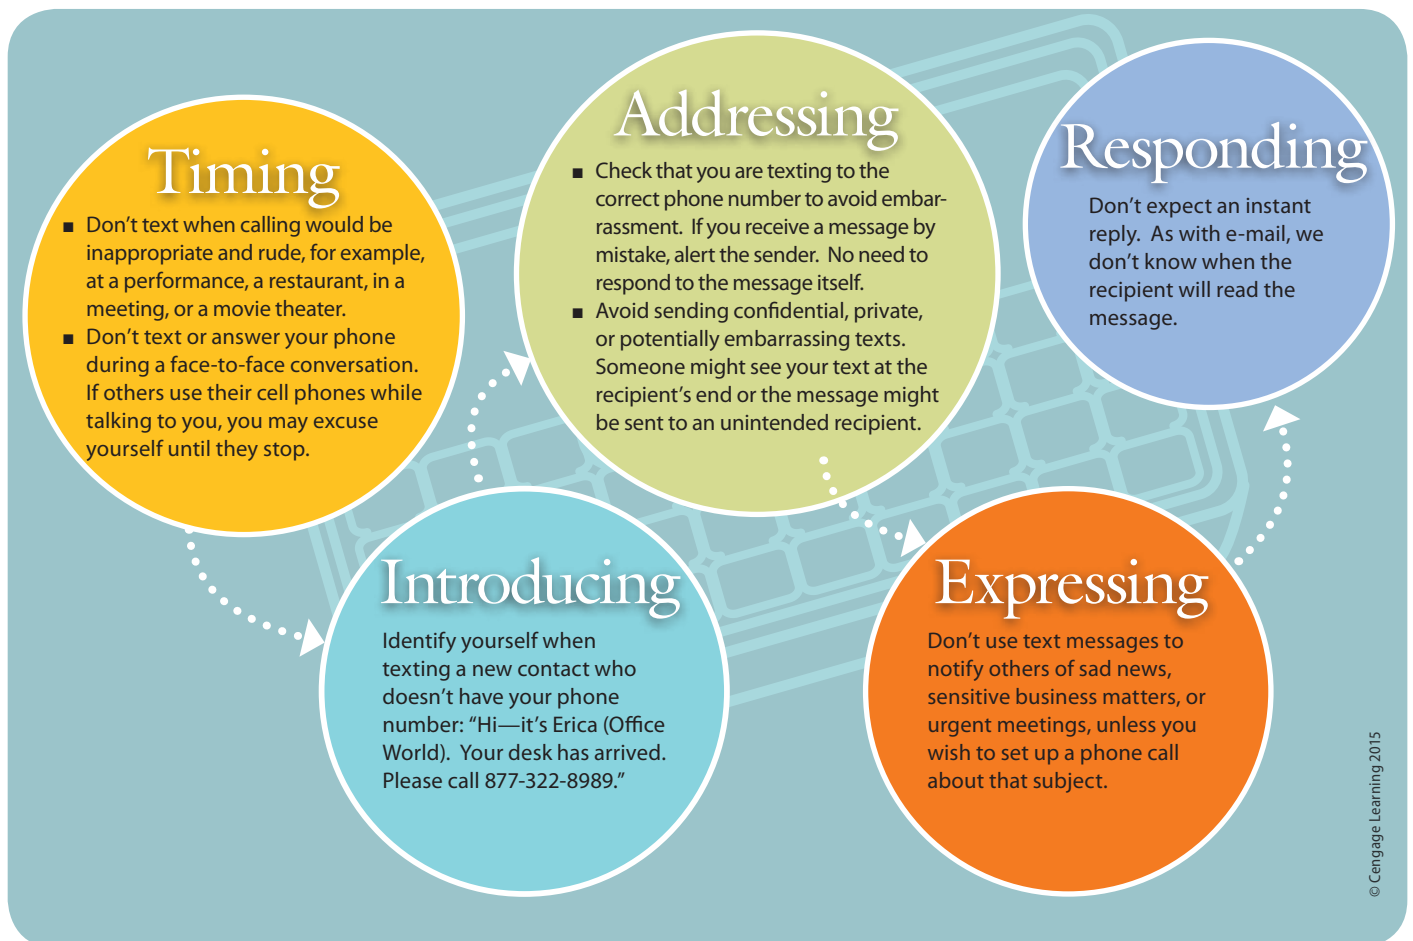 Timing
■ Don’t text when calling would be
inappropriate and rude, for example,
at a performance, a restaurant, in a
meeting, or a movie theater.
■ Don’t text or answer your phone
during a face-to-face conversation.
If others use their cell phones while
talking to you, you may excuse
yourself until they stop.
Introducing
Identify yourself when
texting a new contact who
doesn’t have your phone
number: “Hi—it’s Erica (Office
World).  Your desk has arrived.
Please call 877-322-8989.”
Addressing
■ Check that you are texting to the
correct phone number to avoid embar-
rassment.  If you receive a message by
mistake, alert the sender.  No need to
respond to the message itself.
■ Avoid sending confidential, private,
or potentially embarrassing texts.
Someone might see your text at the
recipient’s end or the message might
be sent to an unintended recipient.
Expressing
Don’t use text messages to
notify others of sad news,
sensitive business matters, or
urgent meetings, unless you
wish to set up a phone call
about that subject.
Responding
Don’t expect an instant
reply.  As with e-mail, we
don’t know when the
recipient will read the
message.
© Cengage Learning 2015